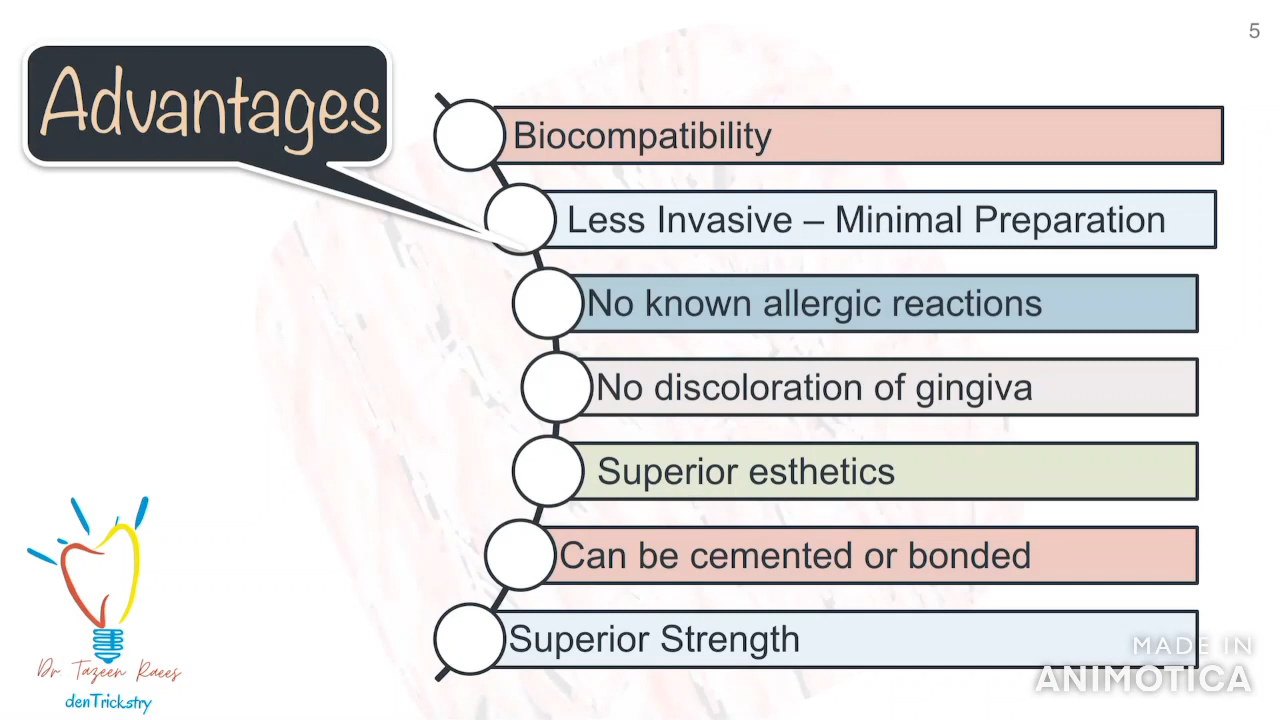 5
Advantages
Biocompatibility
Less Invasive – Minimal Preparation
No known allergic reactions
No discoloration of gingiva
Superior esthetics
Can be cemented or bonded
Superior Strength
Dr Tazeen Raees
denTrickstry
MADE IN
ANIMOTICA